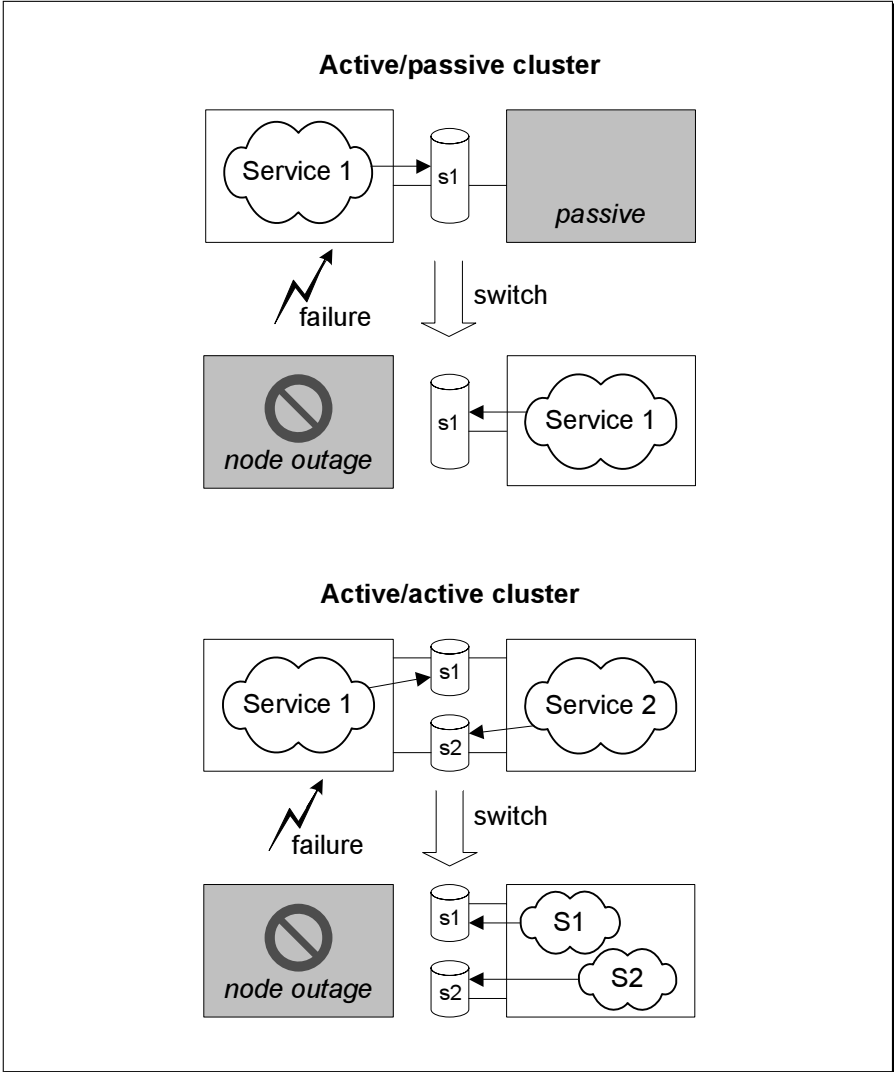 Active/passive cluster
Service 1
s1
passive
failure
switch
node outage
s1
Service 1
Active/active cluster
Service 1
s1
s2
Service 2
failure
switch
node outage
s1
s2
S1
S2